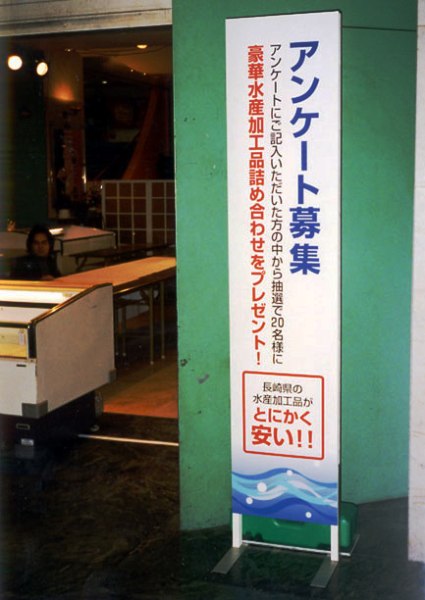 アンケート募集
アンケートにご記入いただいた方の中から抽選で20名様に
豪華水産加工品詰め合わせをプレゼント！
長崎県の
水産加工品が
とにかく
安い!!